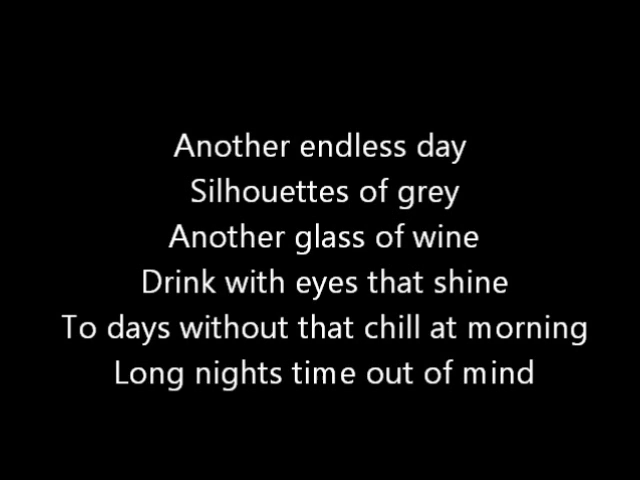 Another endless day
Silhouettes of grey
Another glass of wine
Drink with eyes that shine
To days without that chill at morning
Long nights time out of mind